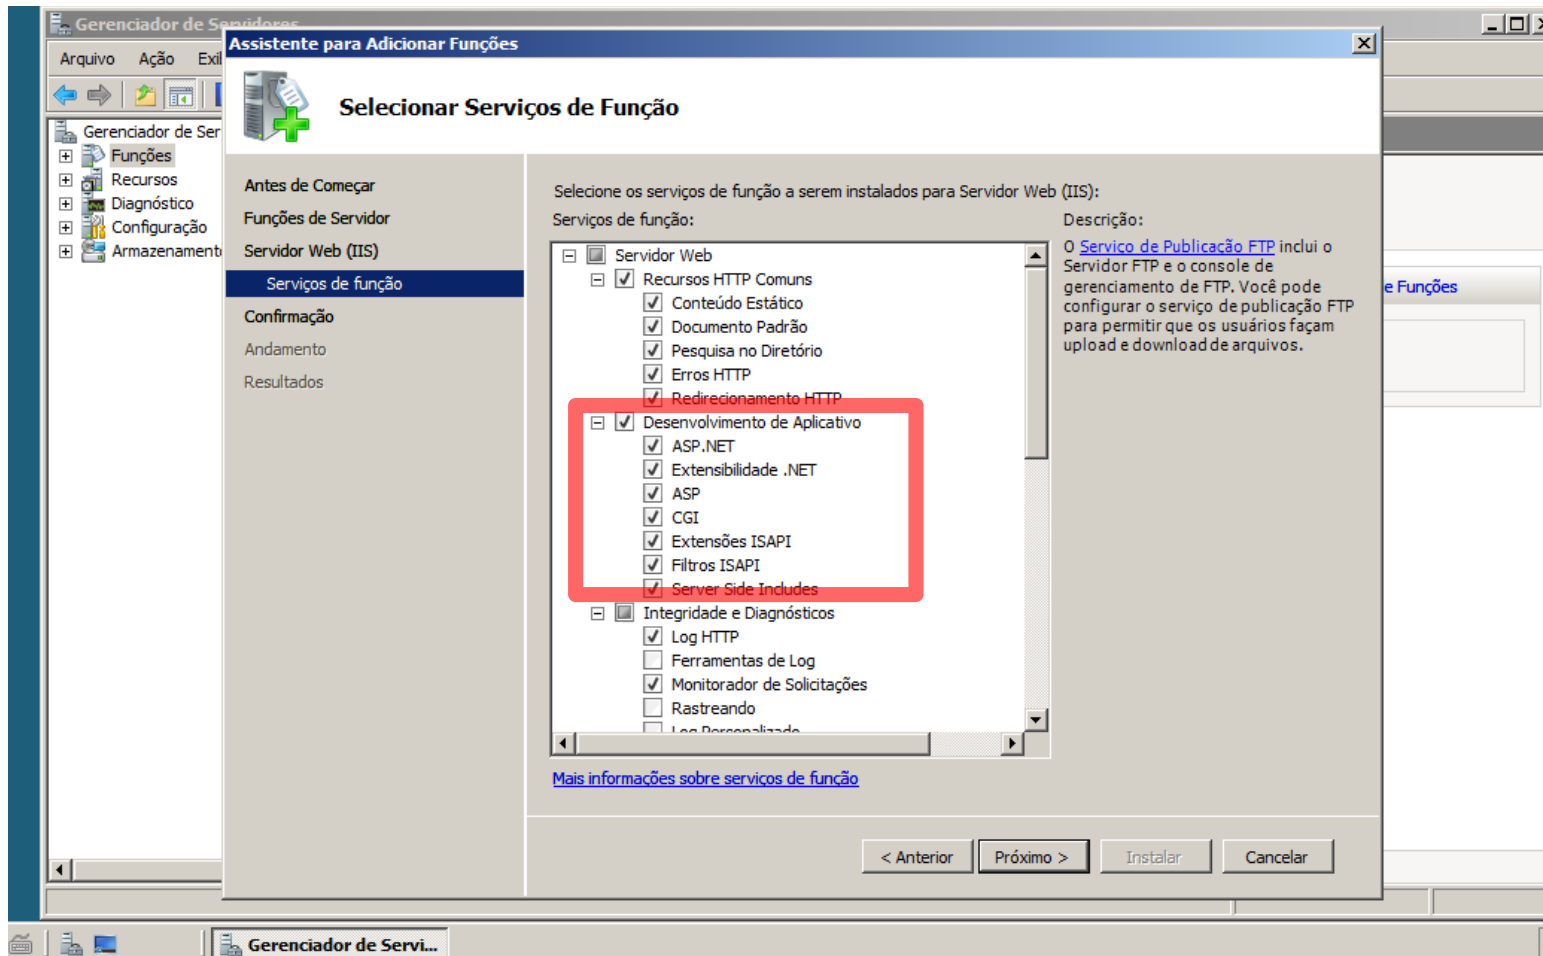 Gerenciador de Servidores
Assistente para Adicionar Funções
Arquivo Ação Exi
Selecionar Serviços de Função
Gerenciador de Ser
Funções
Recursos
Diagnóstico
Configuração
Armazenament
Antes de Começar
Funções de Servidor
Servidor Web (IIS)
Serviços de função
Confirmação
Andamento
Resultados
Selecione os serviços de função a serem instalados para Servidor Web (IIS):
Serviços de função:
Servidor Web
Recursos HTTP Comuns
Conteúdo Estático
Documento Padrão
Pesquisa no Diretório
Erros HTTP
Redirecionamento HTTP
Desenvolvimento de Aplicativo
ASP.NET
Extensibilidade .NET
ASP
CGI
Extensões ISAPI
Filtros ISAPI
Server Side Includes
Integridade e Diagnósticos
Log HTTP
Ferramentas de Log
Monitorador de Solicitações
Rastreando
Log Personalizado
Mais informações sobre serviços de função
Descrição:
O Serviço de Publicação FTP inclui o
Servidor FTP e o console de
gerenciamento de FTP. Você pode
configurar o serviço de publicação FTP
para permitir que os usuários façam
upload e download de arquivos.
e Funções
< Anterior
Próximo >
Instalar
Cancelar
Gerenciador de Servi...